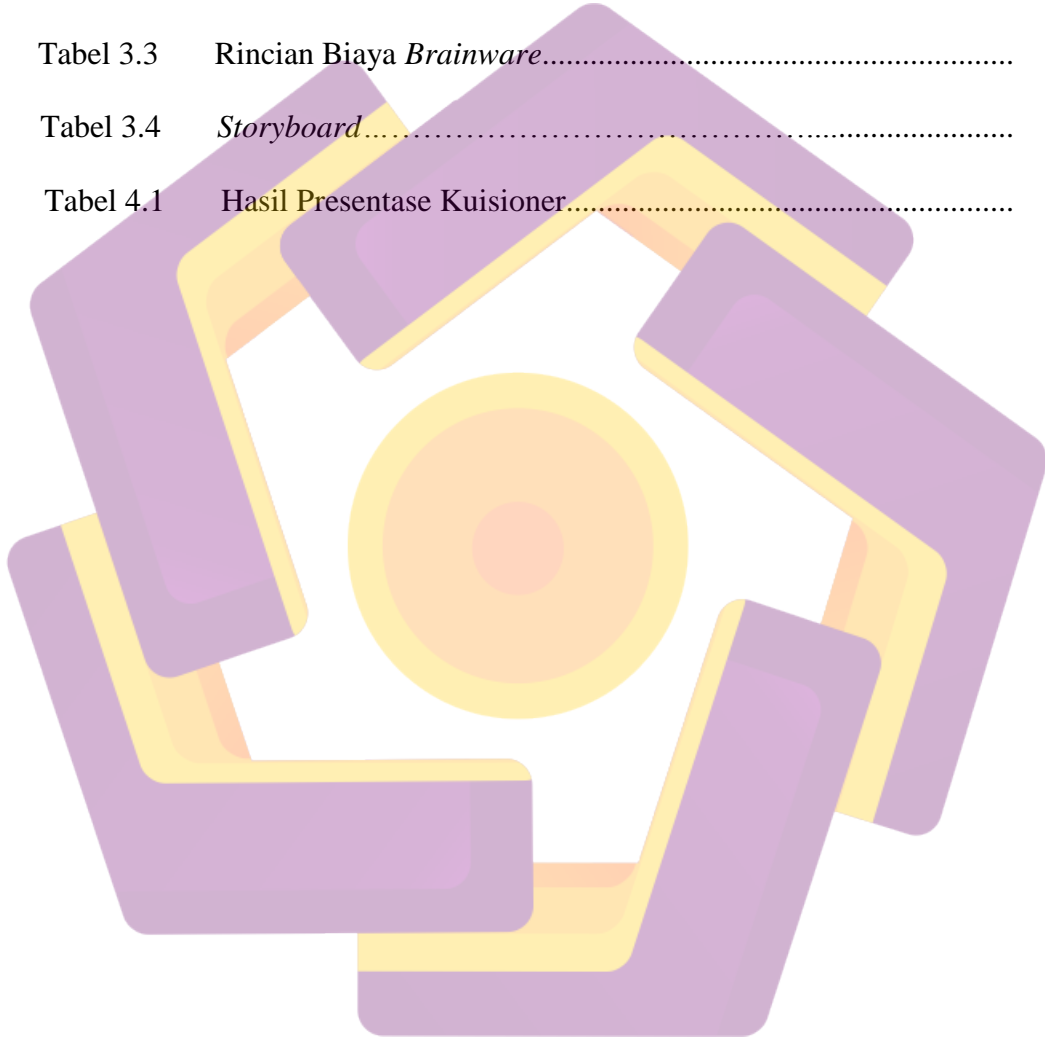 Tabel 3.3 Rincian Biaya Brainware......................................................................
Tabel 3.4 Storyboard................................................................................
Tabel 4.1 Hasil Presentase Kuisioner...................................................................